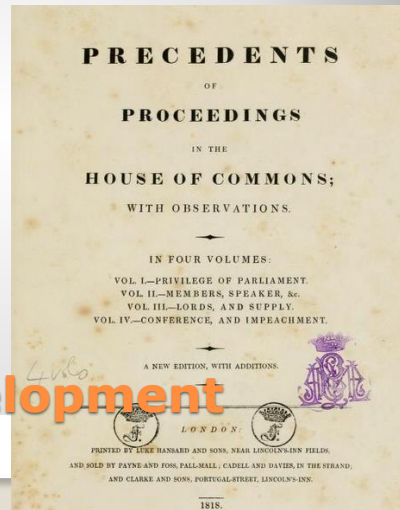 PRECEDENTS
OF
PROCEEDINGS
IN THE
HOUSE OF COMMONS;
WITH OBSERVATIONS.
IN FOUR VOLUMES:
VOL. I.—PRIVILEGE OF PARLIAMENT.
VOL. II.—MEMBERS, SPEAKER, &c.
VOL. III.—LORDS, AND SUPPLY.
VOL. IV.—CONFERENCE, AND IMPEACHMENT.
A NEW EDITION, WITH ADDITIONS.
4 vols.
lopment
LONDON:
PRINTED BY LUKE HANSARD AND SONS, NEAR LINCOLN'S-INN FIELDS,
AND SOLD BY PAYNE AND FOSS, PALL-MALL; CADELL AND DAVIES, IN THE STRAND;
AND CLARKE AND SONS, PORTUGAL-STREET, LINCOLN'S-INN.
1818.